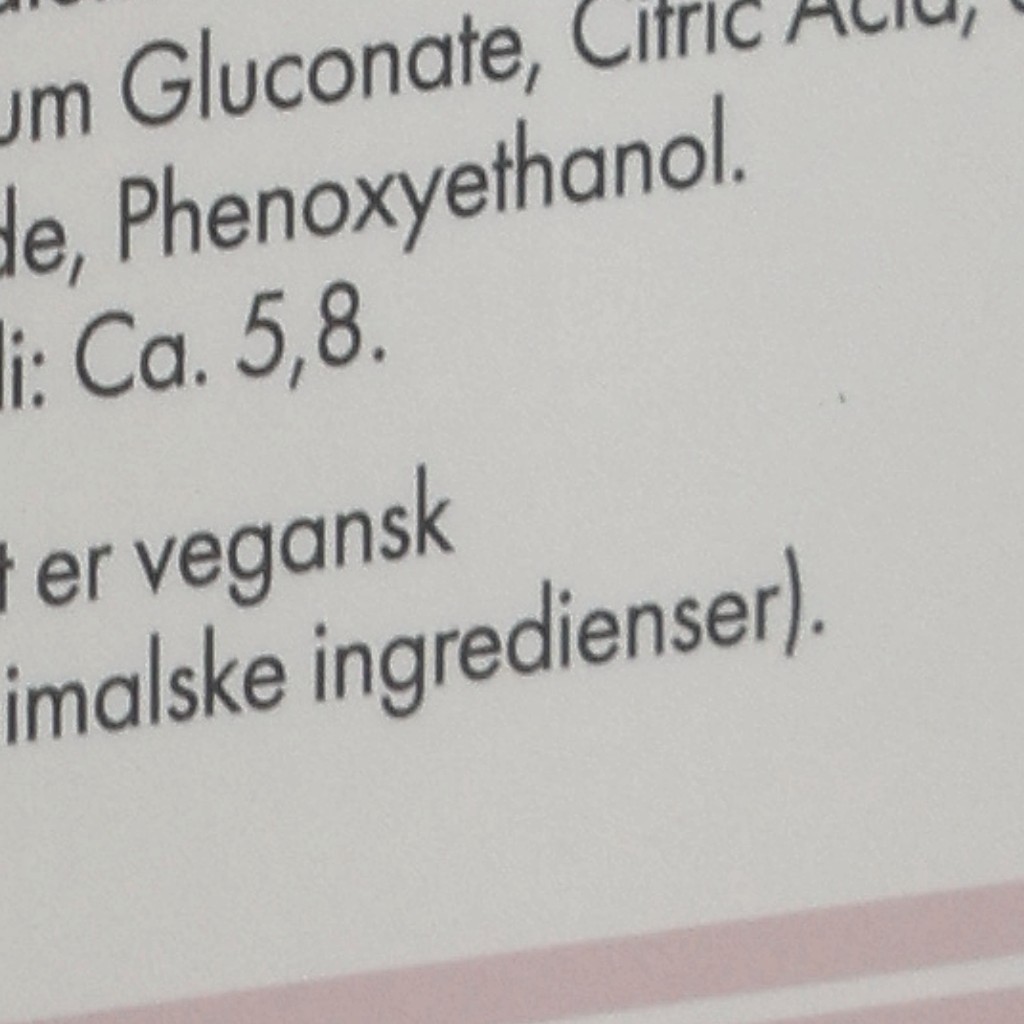 um Gluconate, Citric Acid,
de, Phenoxyethanol.
li: Ca. 5,8.
er vegansk
imalske ingredienser).